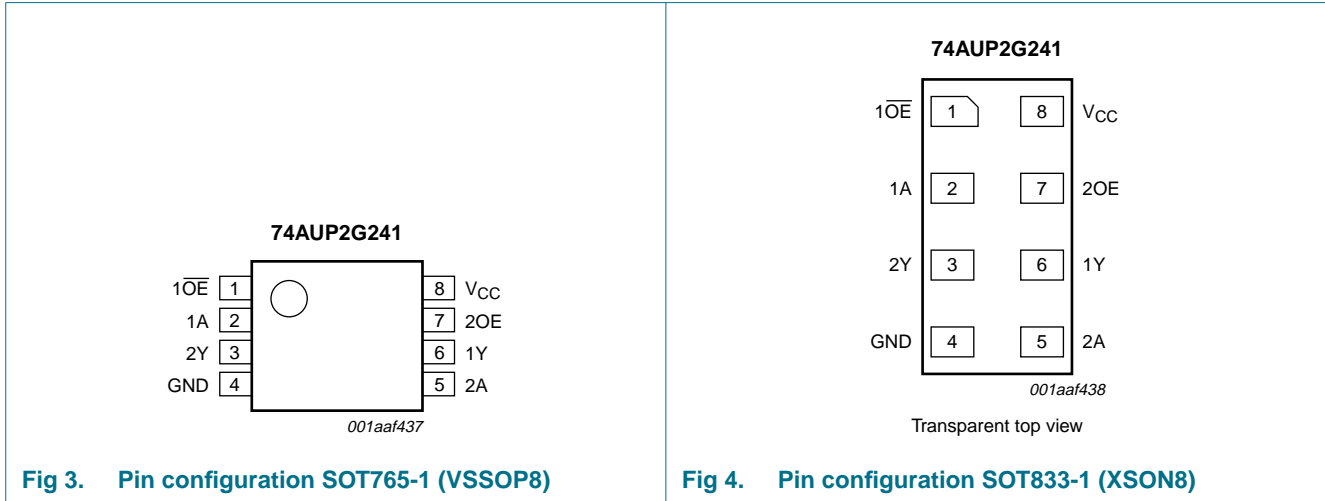 74AUP2G241
1O̅E̅ 1 8 VCC
1A 2 7 2OE
2Y 3 6 1Y
GND 4 5 2A
001aaf437
Fig 3. Pin configuration SOT765-1 (VSSOP8)
74AUP2G241
1O̅E̅ 1 8 VCC
1A 2 7 2OE
2Y 3 6 1Y
GND 4 5 2A
001aaf438
Transparent top view
Fig 4. Pin configuration SOT833-1 (XSON8)